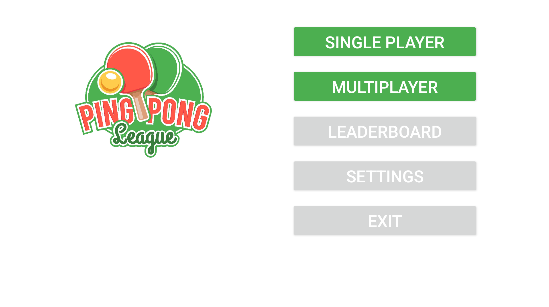 PING PONG
League
SINGLE PLAYER
MULTIPLAYER
LEADERBOARD
SETTINGS
EXIT